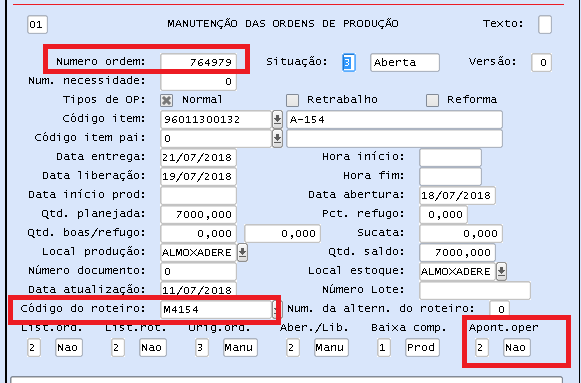 01 MANUTENÇÃO DAS ORDENS DE PRODUÇÃO Texto:
Numero ordem: 764979 Situação: 3 Aberta Versão: 0
Num. necessidade: 0
Tipos de OP: Normal Retrabalho Reforma
Código item: 96011300132 A-154
Código item pai: 0
Data entrega: 21/07/2018 Hora início:
Data liberação: 19/07/2018 Hora fim:
Data início prod: Data abertura: 18/07/2018
Qtd. planejada: 7000,000 Pct. refugo: 0,000
Qtd. boas/refugo: 0,000 0,000 Sucata: 0,000
Local produção: ALMOXADERE Qtd. saldo: 7000,000
Número documento: 0 Local estoque: ALMOXADERE
Data atualização: 11/07/2018 Número Lote:
Código do roteiro: M4154 Num. da altern. do roteiro: 0
List.ord. List.rot. Orig.ord. Aber./Lib. Baixa comp. Apont.oper
2 Nao 2 Nao 3 Manu 2 Manu 1 Prod 2 Nao